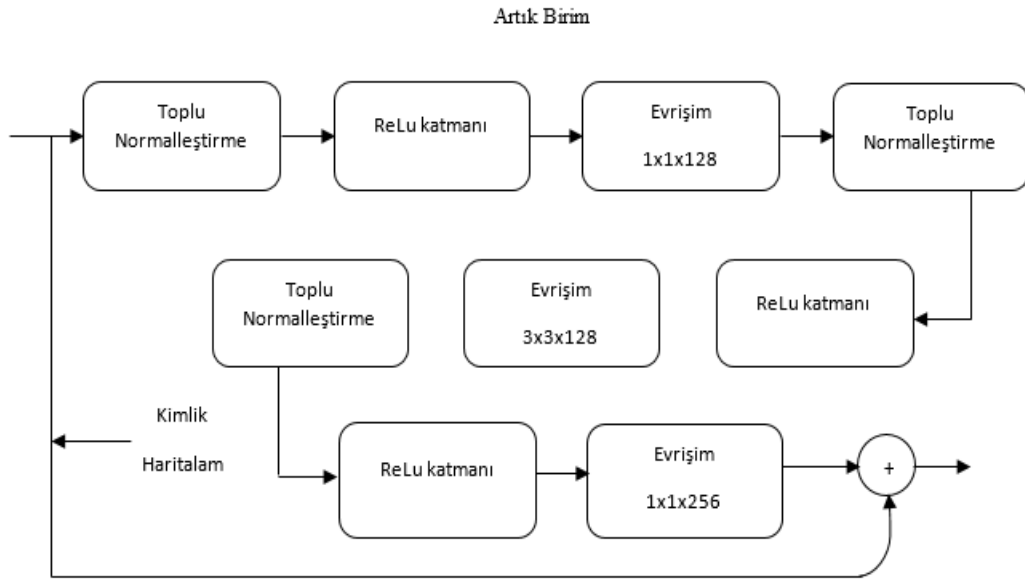 Artık Birim
Toplu
Normalleştirme
ReLu katmanı
Evrişim
1x1x128
Toplu
Normalleştirme
Toplu
Normalleştirme
Evrişim
3x3x128
ReLu katmanı
Kimlik
Haritalam
ReLu katmanı
Evrişim
1x1x256
+